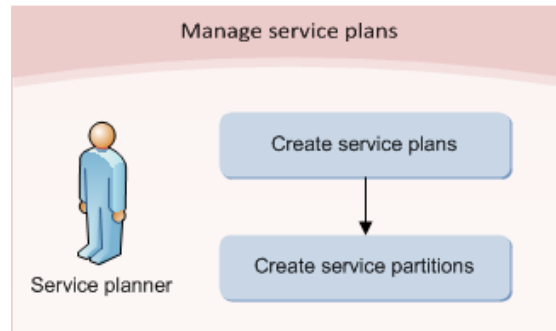 Manage service plans
Create service plans
Create service partitions
Service planner